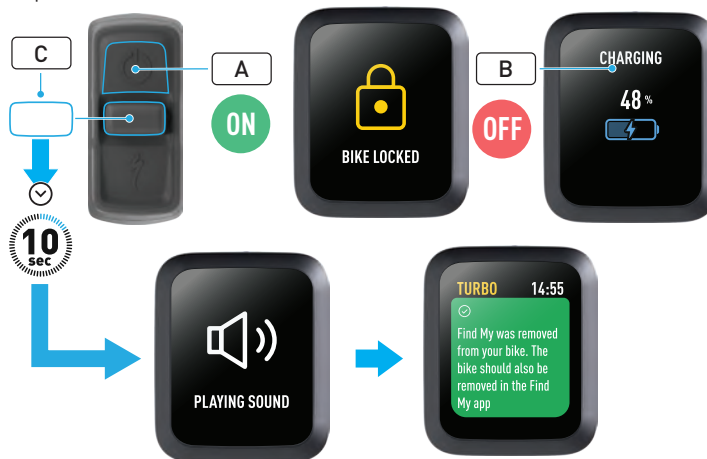 C
A
B
ON
BIKE LOCKED
OFF
CHARGING
48 %
10
sec
PLAYING SOUND
TURBO 14:55
Find My was removed
from your bike. The
bike should also be
removed in the Find
My app